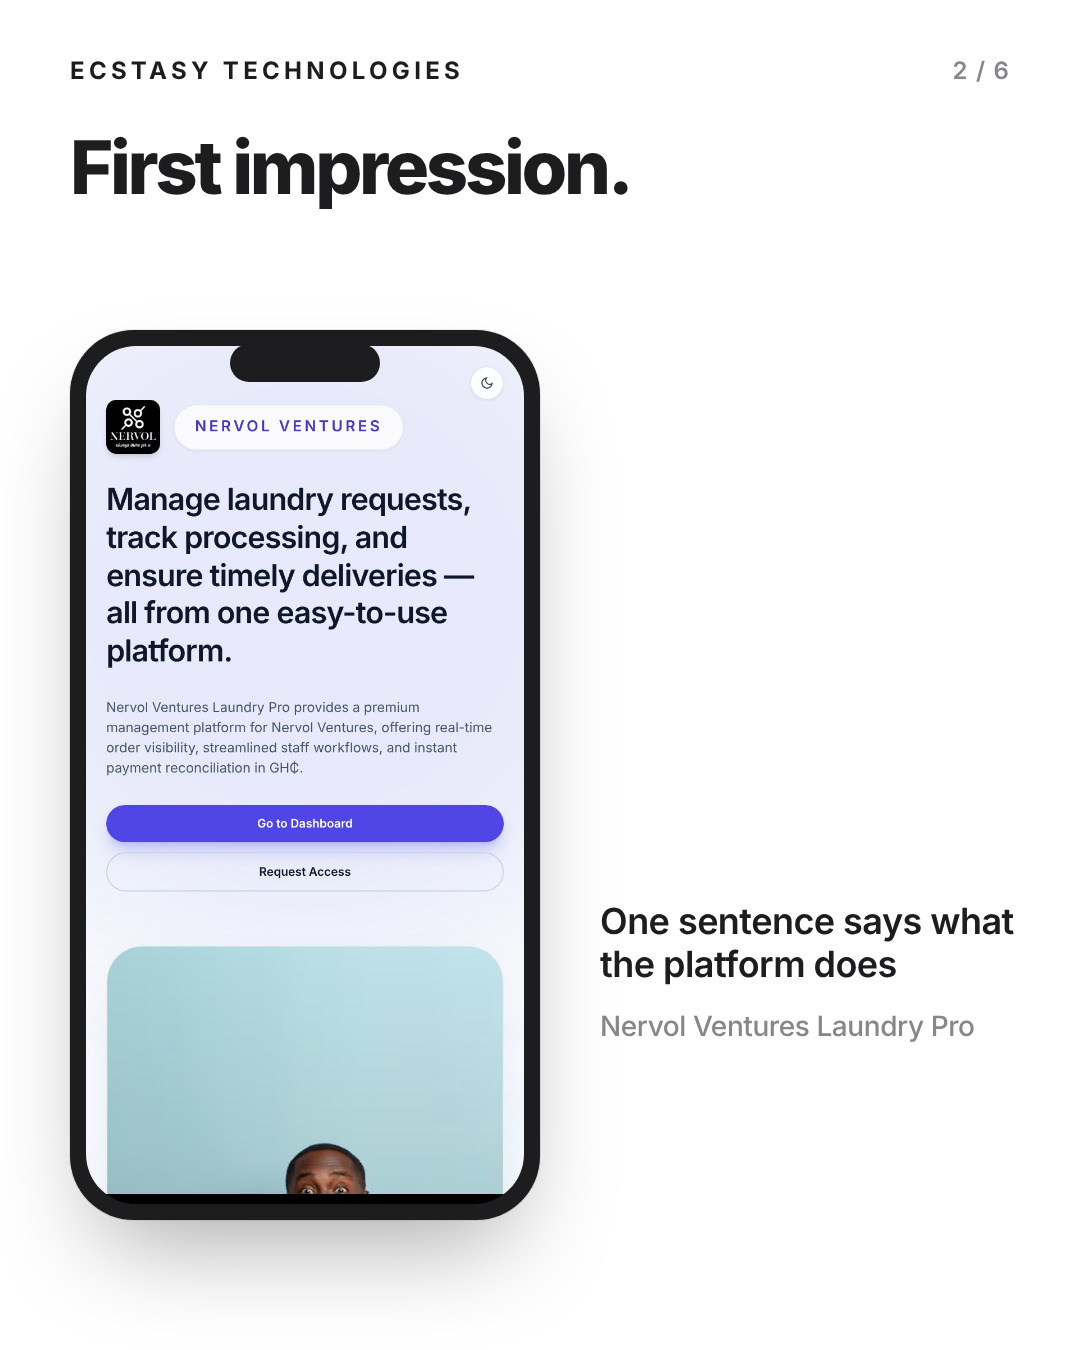 ECSTASY TECHNOLOGIES
2 / 6
First impression.
NERVOL
always there for u
NERVOL VENTURES
Manage laundry requests,
track processing, and
ensure timely deliveries —
all from one easy-to-use
platform.
Nervol Ventures Laundry Pro provides a premium
management platform for Nervol Ventures, offering real-time
order visibility, streamlined staff workflows, and instant
payment reconciliation in GH₵.
Go to Dashboard
Request Access
One sentence says what
the platform does
Nervol Ventures Laundry Pro